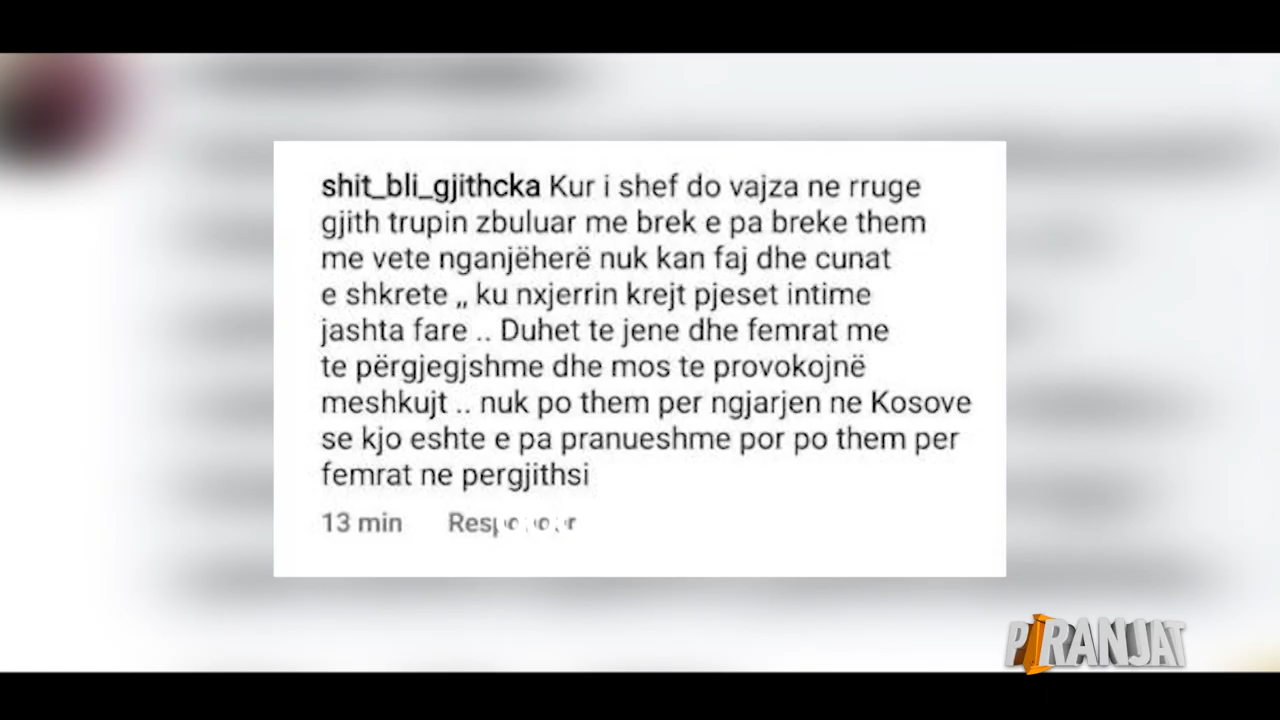 shit_bli_gjithcka Kur i shef do vajza ne rruge
gjith trupin zbuluar me brek e pa breke them
me vete nganjëherë nuk kan faj dhe cunat
e shkrete „ ku nxjerrin krejt pjeset intime
jashta fare .. Duhet te jene dhe femrat me
te përgjegjshme dhe mos te provokojnë
meshkujt .. nuk po them per ngjarjen ne Kosove
se kjo eshte e pa pranueshme por po them per
femrat ne pergjithsi
13 min
PIRANJAT